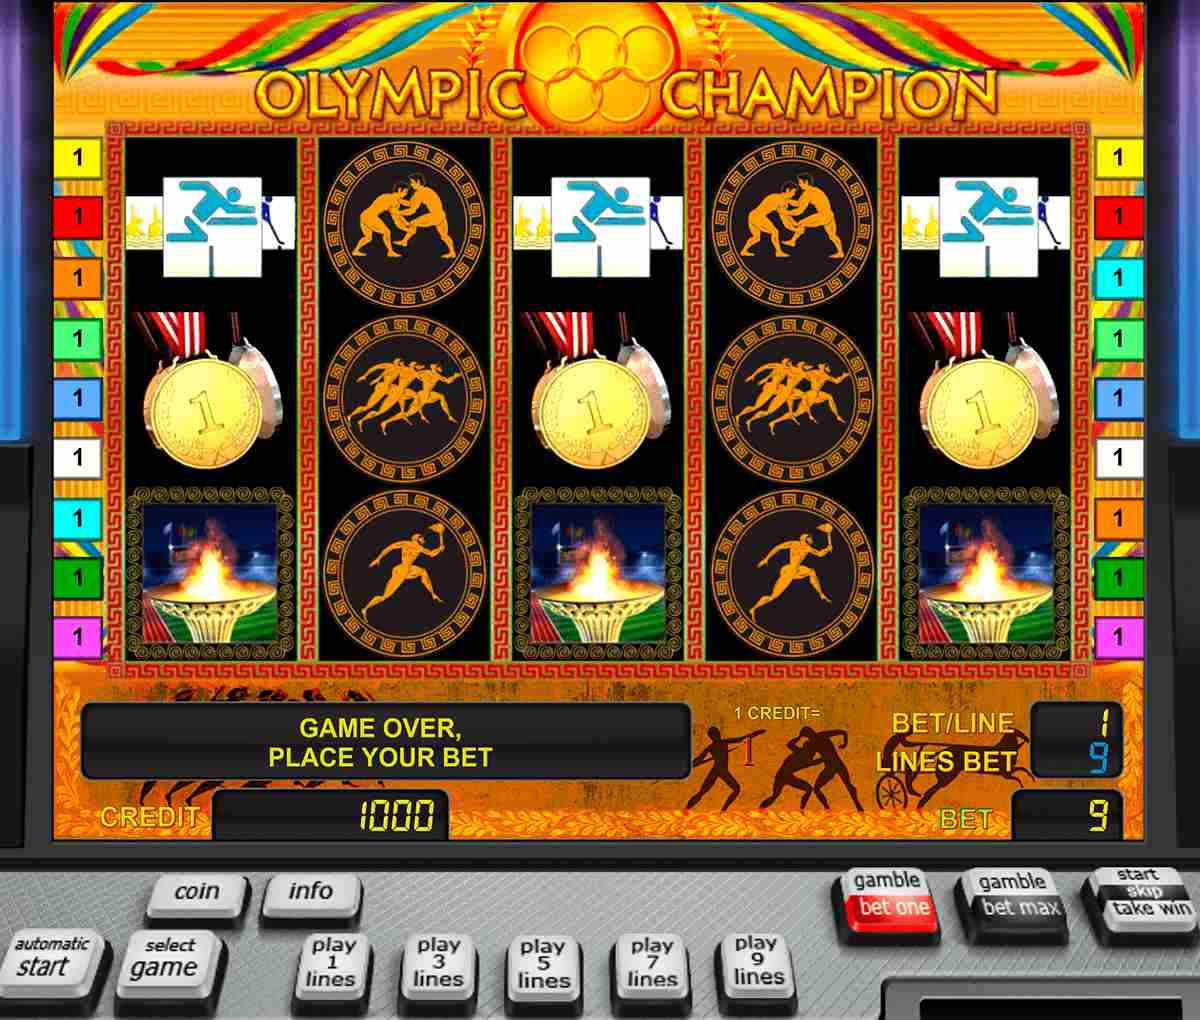 OLYMPIC CHAMPION
1 1
1 1
1 1
1 1
1 1
1 1
1 1
1 1
1 1
1 1 1
GAME OVER,
PLACE YOUR BET
1 CREDIT=
1
BET/LINE 1
LINES BET 9
CREDIT 1000
BET 9
coin
info
gamble
bet one
gamble
bet max
start
skip
take win
automatic
start
select
game
play
1
lines
play
3
lines
play
5
lines
play
7
lines
play
9
lines